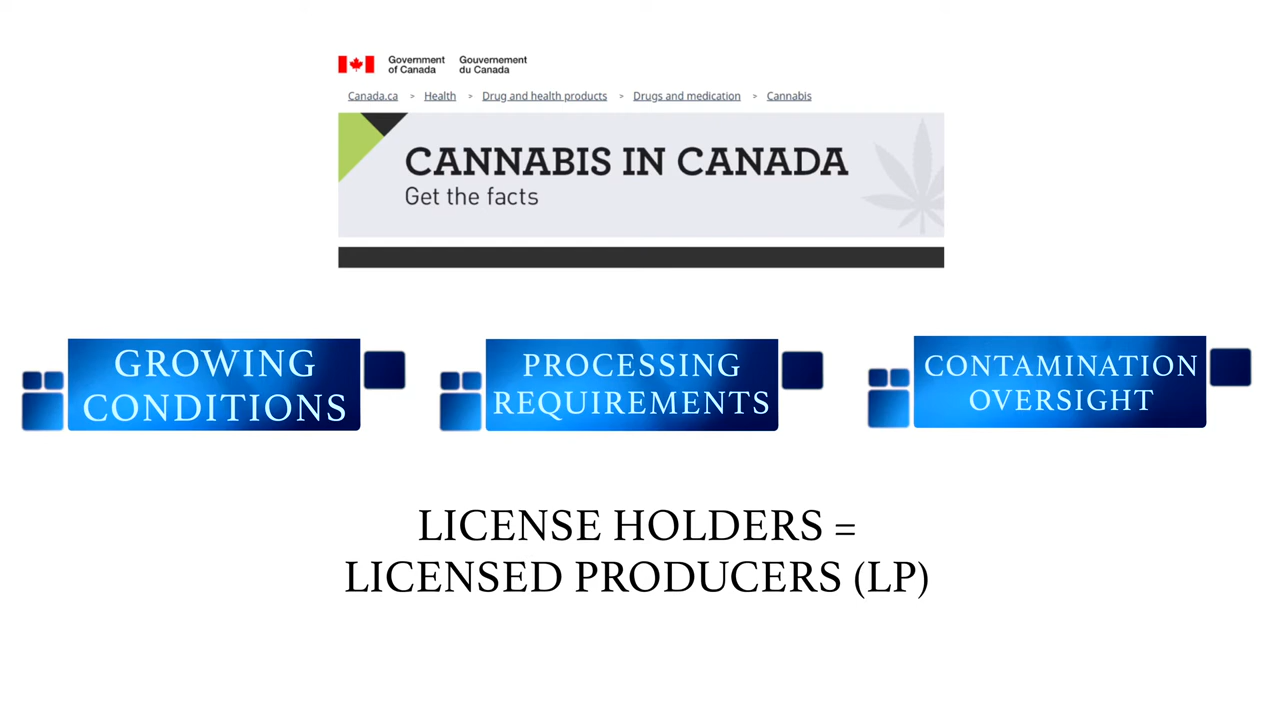 Government of Canada
Gouvernement du Canada
Canada.ca > Health > Drug and health products > Drugs and medication > Cannabis
CANNABIS IN CANADA
Get the facts
GROWING
CONDITIONS
PROCESSING
REQUIREMENTS
CONTAMINATION
OVERSIGHT
LICENSE HOLDERS =
LICENSED PRODUCERS (LP)